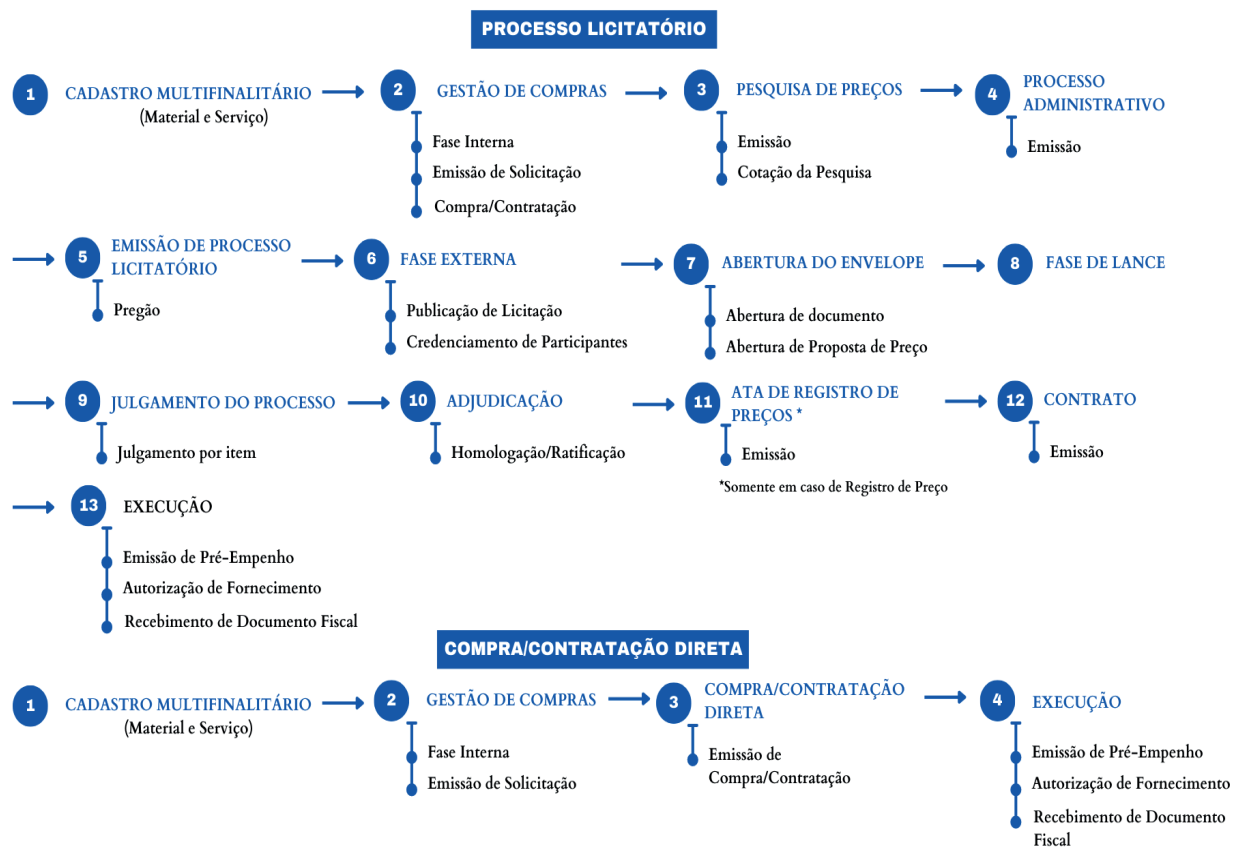 PROCESSO LICITATÓRIO
1
CADASTRO MULTIFINALITÁRIO
(Material e Serviço)
2
GESTÃO DE COMPRAS
Fase Interna
Emissão de Solicitação
Compra/Contratação
3
PESQUISA DE PREÇOS
Emissão
Cotação da Pesquisa
4
PROCESSO
ADMINISTRATIVO
Emissão
5
EMISSÃO DE PROCESSO
LICITATÓRIO
Pregão
6
FASE EXTERNA
Publicação de Licitação
Credenciamento de Participantes
7
ABERTURA DO ENVELOPE
Abertura de documento
Abertura de Proposta de Preço
8
FASE DE LANCE
9
JULGAMENTO DO PROCESSO
Julgamento por item
10
ADJUDICAÇÃO
Homologação/Ratificação
11
ATA DE REGISTRO DE
PREÇOS *
Emissão
*Somente em caso de Registro de Preço
12
CONTRATO
Emissão
13
EXECUÇÃO
Emissão de Pré-Empenho
Autorização de Fornecimento
Recebimento de Documento Fiscal
COMPRA/CONTRATAÇÃO DIRETA
1
CADASTRO MULTIFINALITÁRIO
(Material e Serviço)
2
GESTÃO DE COMPRAS
Fase Interna
Emissão de Solicitação
3
COMPRA/CONTRATAÇÃO
DIRETA
Emissão de
Compra/Contratação
4
EXECUÇÃO
Emissão de Pré-Empenho
Autorização de Fornecimento
Recebimento de Documento
Fiscal